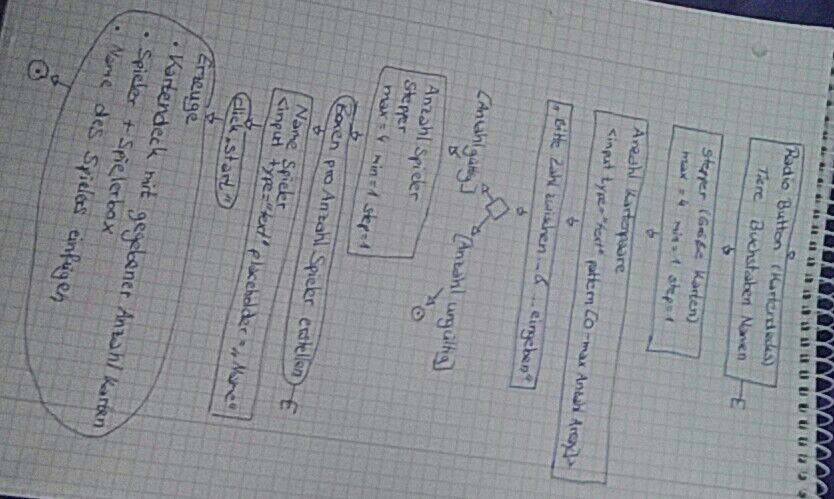 Radio Button (Kartendecks)
Tiere Buchstaben Namen
E
Stepper (Größe Karten)
max = 4 min = 1 step = 1
Anzahl Kartenpaare
<input type="text" pattern [0-max Anzahl Array]>
„Bitte Zahl zwischen ... & ... eingeben"
[Anzahl gültig]
[Anzahl ungültig]
Anzahl Spieler
Stepper
max = 4 min = 1 step = 1
Boxen pro Anzahl Spieler erstellen
E
Name Spieler
<input type="text" placeholder = „Name"
click „start"
Erzeuge
• Kartendeck mit gegebener Anzahl Karten
• Spieler + Spielerbox
• Name des Spielers einfügen